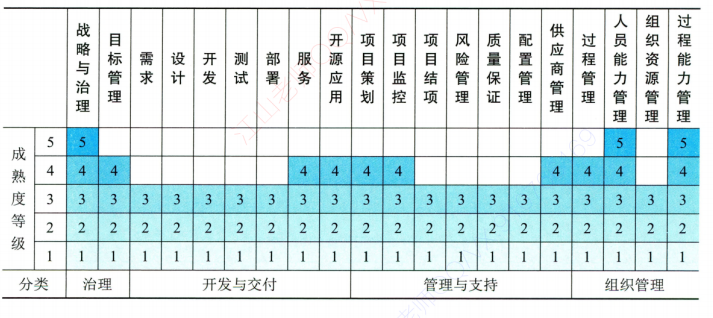 战略与治理 目标管理 需求 设计 开发 测试 部署 服务 开源应用 项目策划 项目监控 项目结项 风险管理 质量保证 配置管理 供应商管理 过程管理 人员能力管理 组织资源管理 过程能力管理
成熟度等级
5 5 5 5
4 4 4 4 4 4 4 4 4 4 4
3 3 3 3 3 3 3 3 3 3 3 3 3 3 3 3 3 3 3 3 3
2 2 2 2 2 2 2 2 2 2 2 2 2 2 2 2 2 2 2 2 2
1 1 1 1 1 1 1 1 1 1 1 1 1 1 1 1 1 1 1 1 1
分类 治理 开发与交付 管理与支持 组织管理